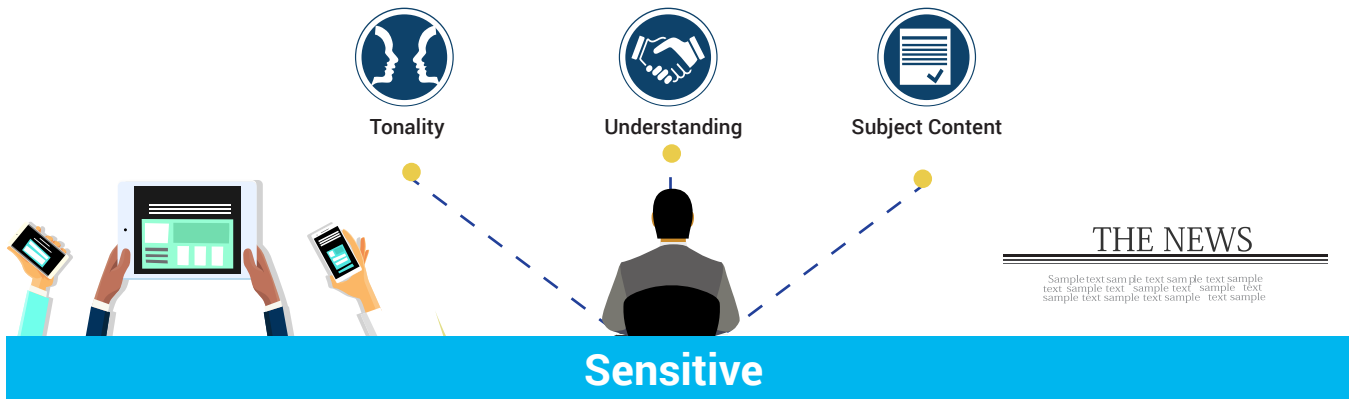 Tonality
Understanding
Subject Content
THE NEWS
Sample text sample text sample text sample
text sample text sample text sample text
sample text sample text sample text sample
Sensitive